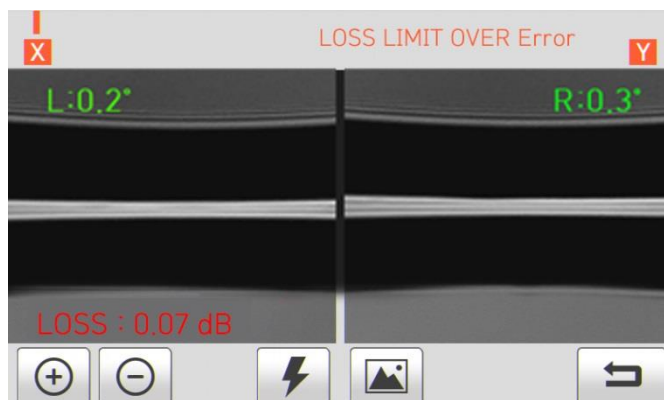 LOSS LIMIT OVER Error
X
Y
L:0.2°
R:0.3°
LOSS : 0.07 dB